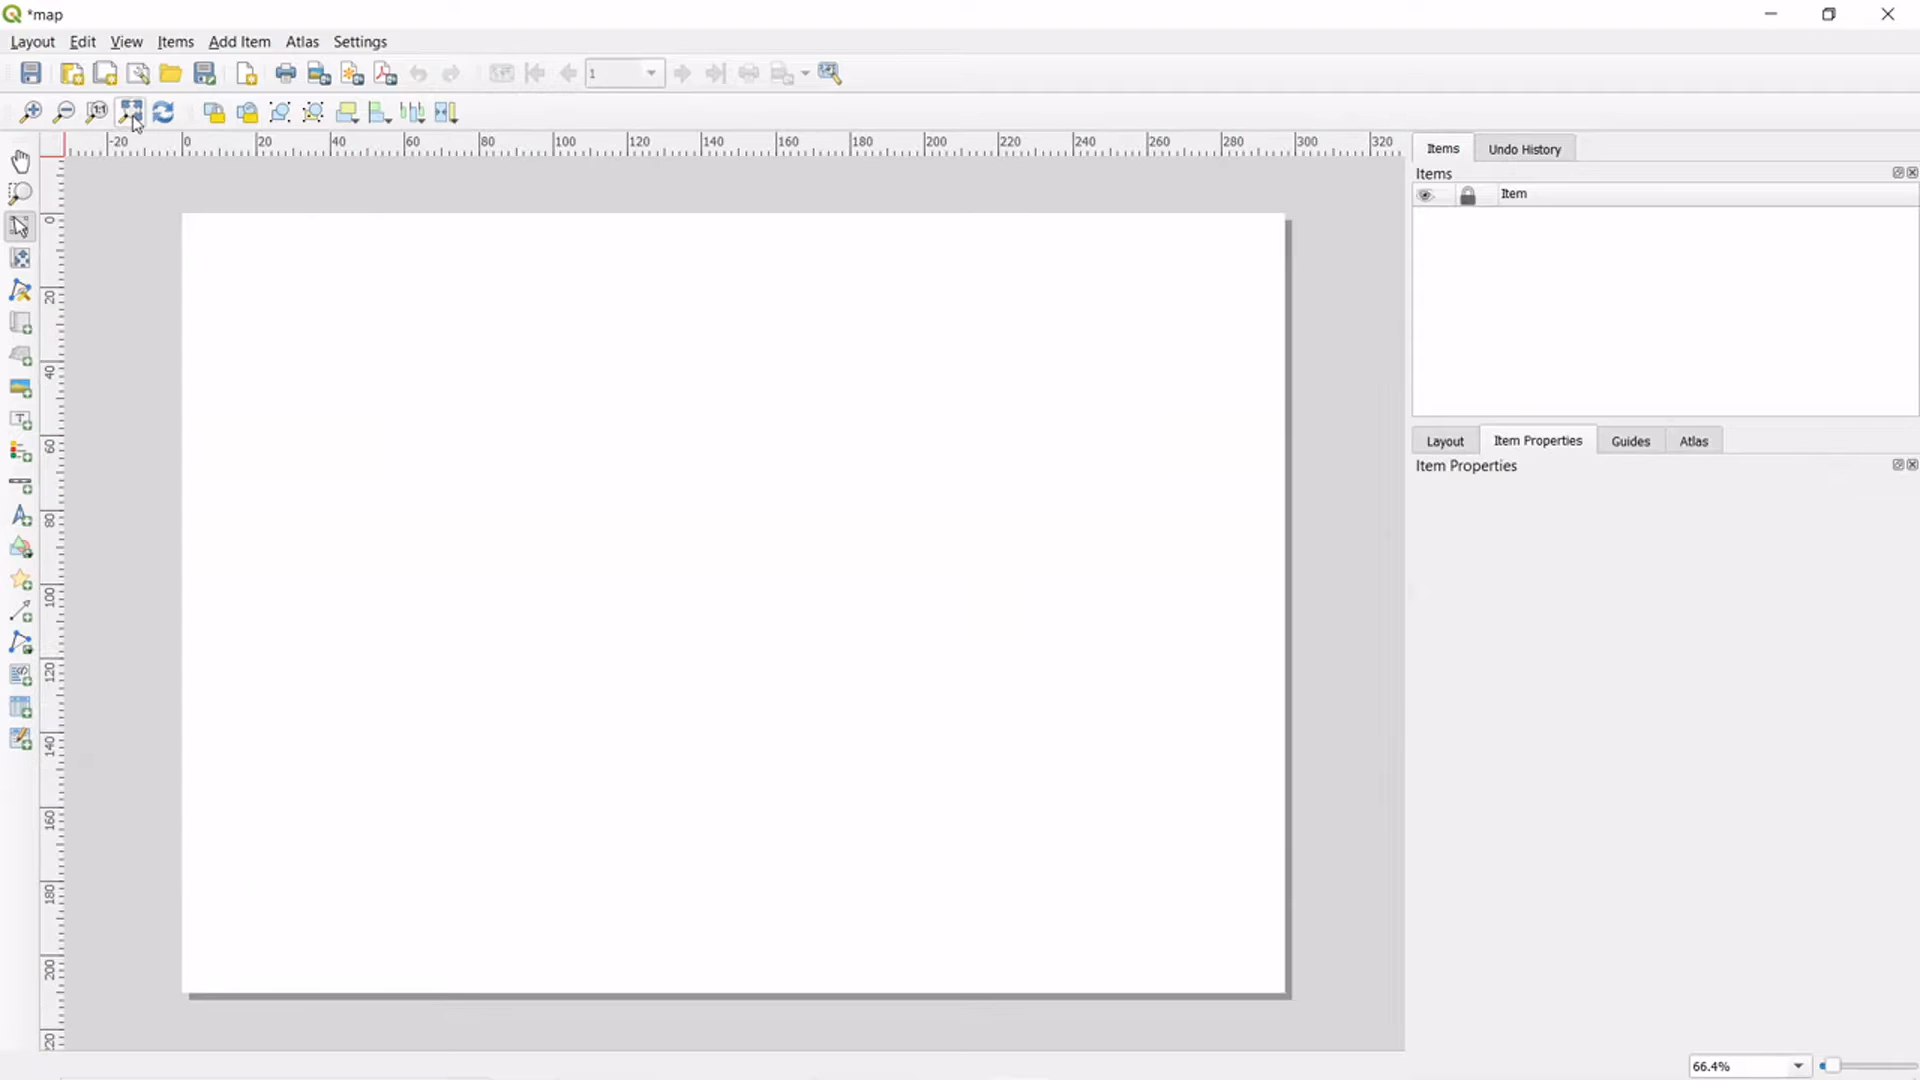 *map
Layout Edit View Items Add Item Atlas Settings
1
-20 0 20 40 60 80 100 120 140 160 180 200 220 240 260 280 300 320
0 20 40 60 80 100 120 140 160 180 200 220
Items Undo History
Items
Item
Layout Item Properties Guides Atlas
Item Properties
66.4%